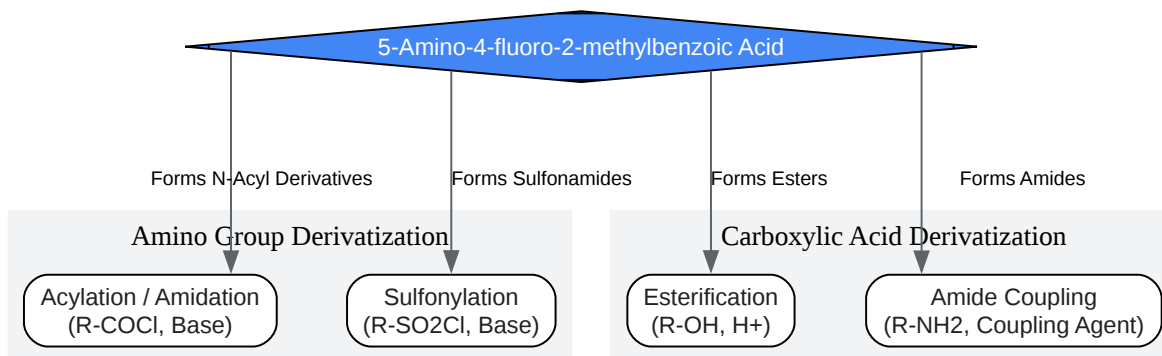 5-Amino-4-fluoro-2-methylbenzoic Acid
Forms N-Acyl Derivatives
Forms Sulfonamides
Forms Esters
Forms Amides
Amino Group Derivatization
Carboxylic Acid Derivatization
Acylation / Amidation
(R-COCl, Base)
Sulfonylation
(R-SO2Cl, Base)
Esterification
(R-OH, H+)
Amide Coupling
(R-NH2, Coupling Agent)